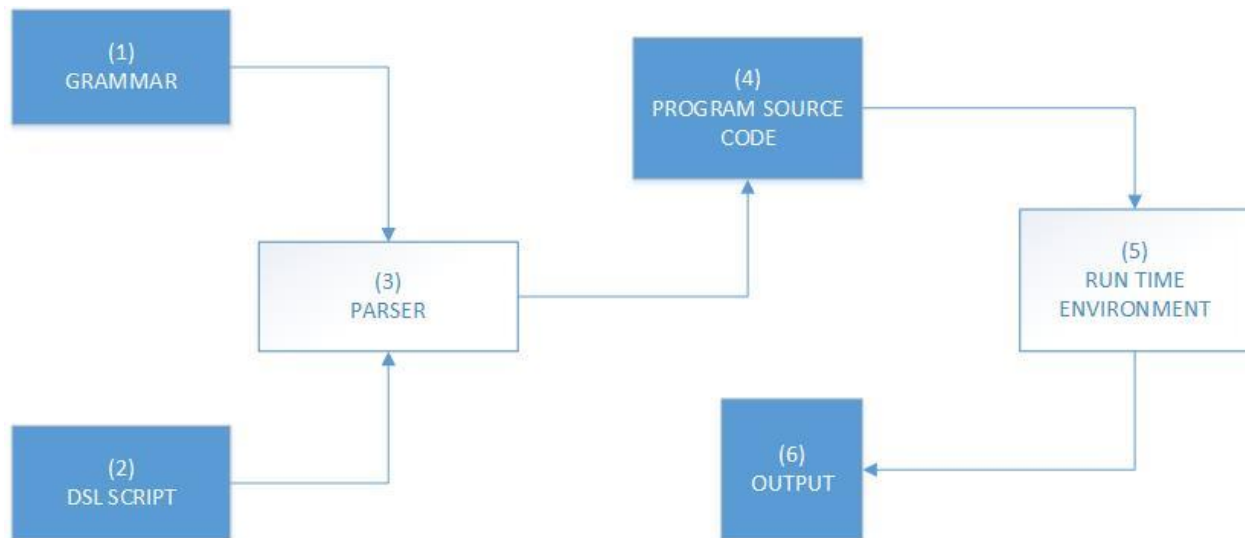 (1)
GRAMMAR
(4)
PROGRAM SOURCE
CODE
(3)
PARSER
(5)
RUN TIME
ENVIRONMENT
(2)
DSL SCRIPT
(6)
OUTPUT